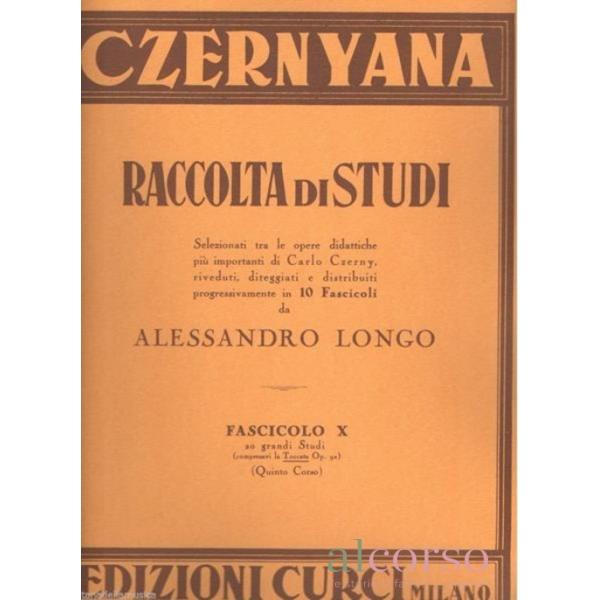 CZERNYANA
RACCOLTA DI STUDI
Selezionati tra le opere didattiche
più importanti di Carlo Czerny,
riveduti, diteggiati e distribuiti
progressivamente in 10 Fascicoli
da
ALESSANDRO LONGO
FASCICOLO X
20 grandi Studi
(compresavi la Toccata Op. 92)
(Quinto Corso)
alcorso
EDIZIONI CURCI MILANO